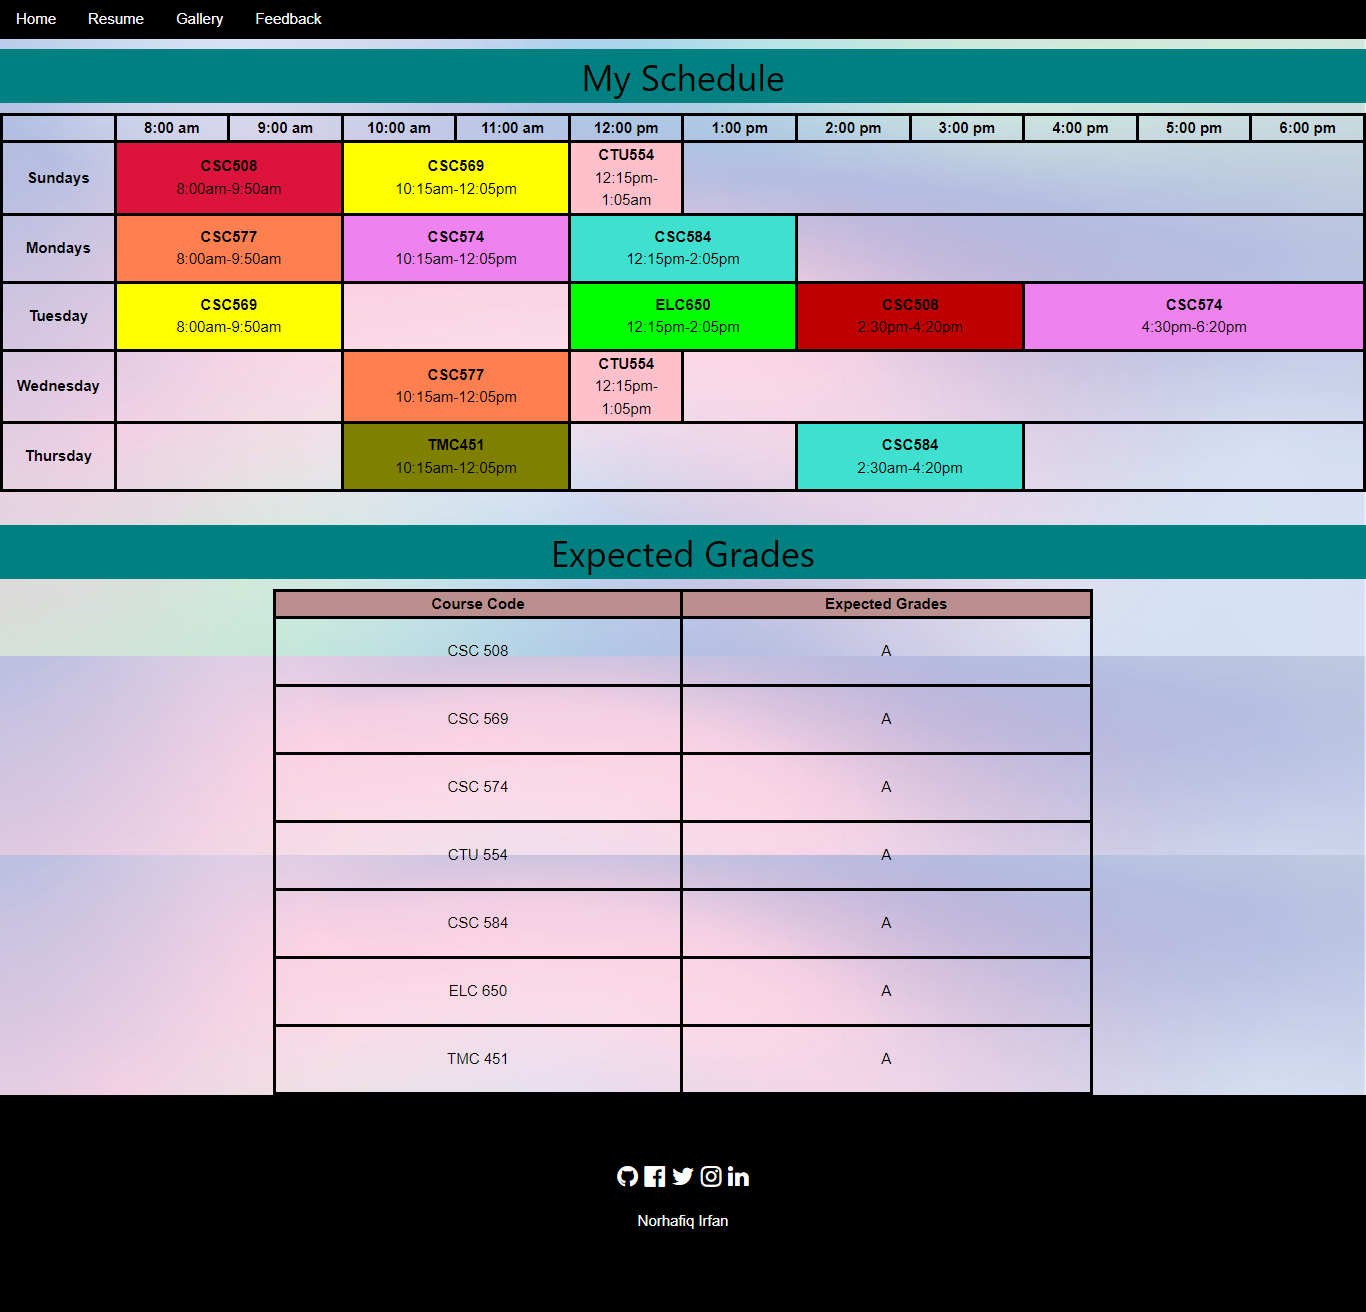 Home Resume Gallery Feedback
My Schedule
8:00 am 9:00 am 10:00 am 11:00 am 12:00 pm 1:00 pm 2:00 pm 3:00 pm 4:00 pm 5:00 pm 6:00 pm
Sundays
CSC508
8:00am-9:50am
CSC569
10:15am-12:05pm
CTU554
12:15pm-
1:05am
Mondays
CSC577
8:00am-9:50am
CSC574
10:15am-12:05pm
CSC584
12:15pm-2:05pm
Tuesday
CSC569
8:00am-9:50am
ELC650
12:15pm-2:05pm
CSC508
2:30pm-4:20pm
CSC574
4:30pm-6:20pm
Wednesday
CSC577
10:15am-12:05pm
CTU554
12:15pm-
1:05pm
Thursday
TMC451
10:15am-12:05pm
CSC584
2:30am-4:20pm
Expected Grades
Course Code Expected Grades
CSC 508 A
CSC 569 A
CSC 574 A
CTU 554 A
CSC 584 A
ELC 650 A
TMC 451 A
Norhafiq Irfan